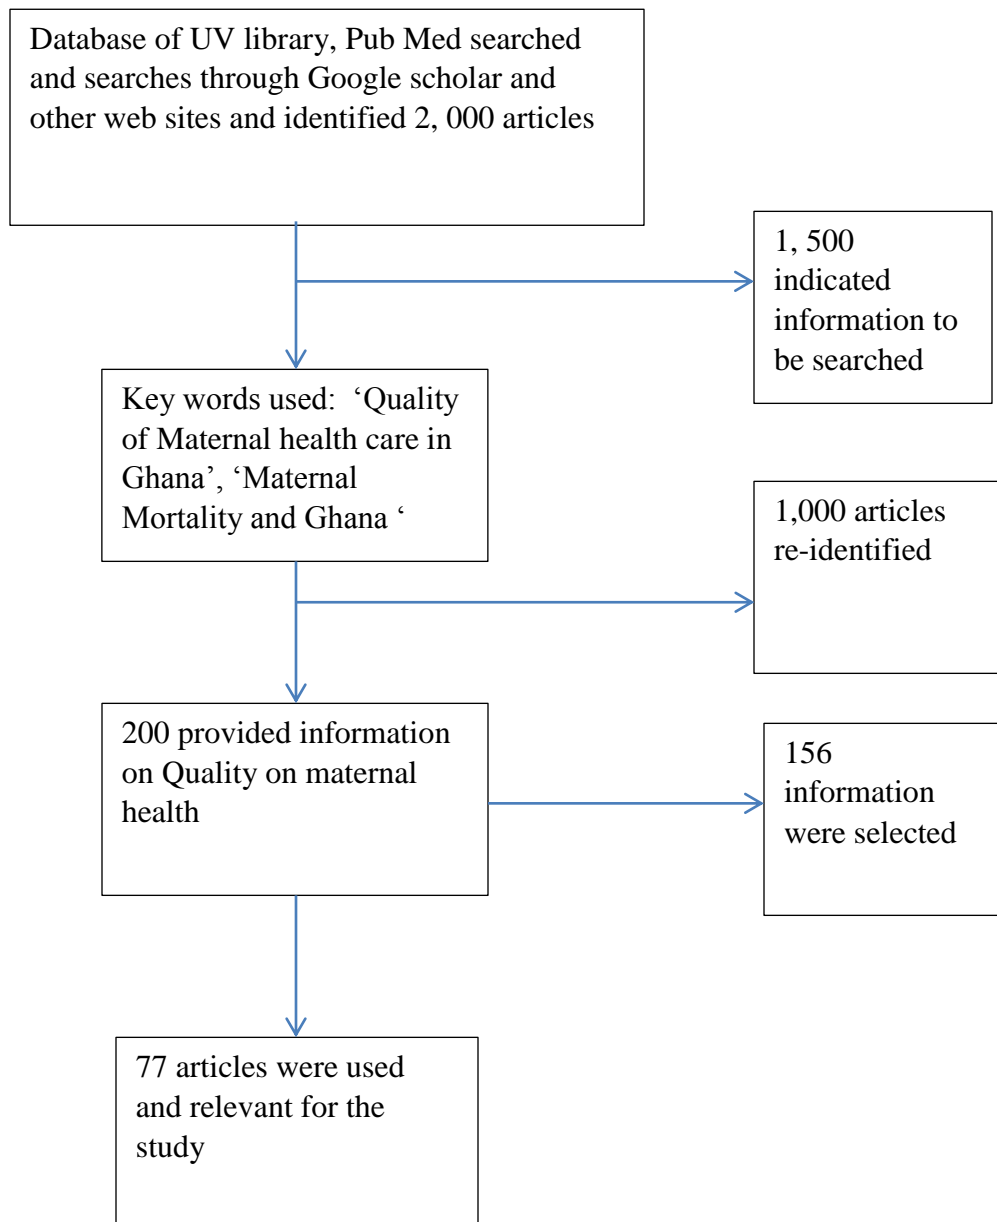 Database of UV library, Pub Med searched
and searches through Google scholar and
other web sites and identified 2, 000 articles
1, 500
indicated
information to
be searched
Key words used:  ‘Quality
of Maternal health care in
Ghana’, ‘Maternal
Mortality and Ghana ‘
1,000 articles
re-identified
200 provided information
on Quality on maternal
health
156
information
were selected
77 articles were used
and relevant for the
study